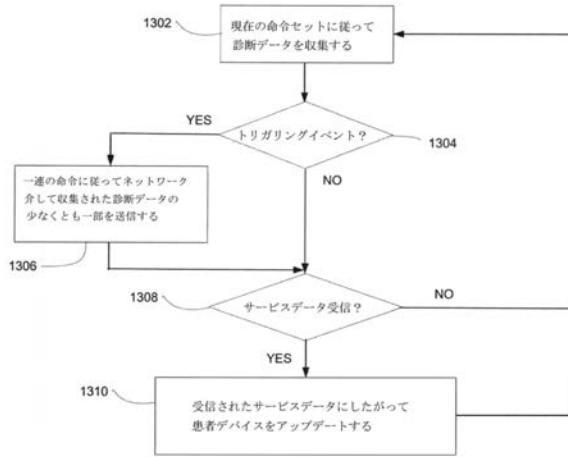 1302
現在の命令セットに従って
診断データを収集する
YES
トリガリングイベント？
1304
NO
一連の命令に従ってネットワーク
介して収集された診断データの
少なくとも一部を送信する
1306
1308
サービスデータ受信？
NO
YES
1310
受信されたサービスデータにしたがって
患者デバイスをアップデートする